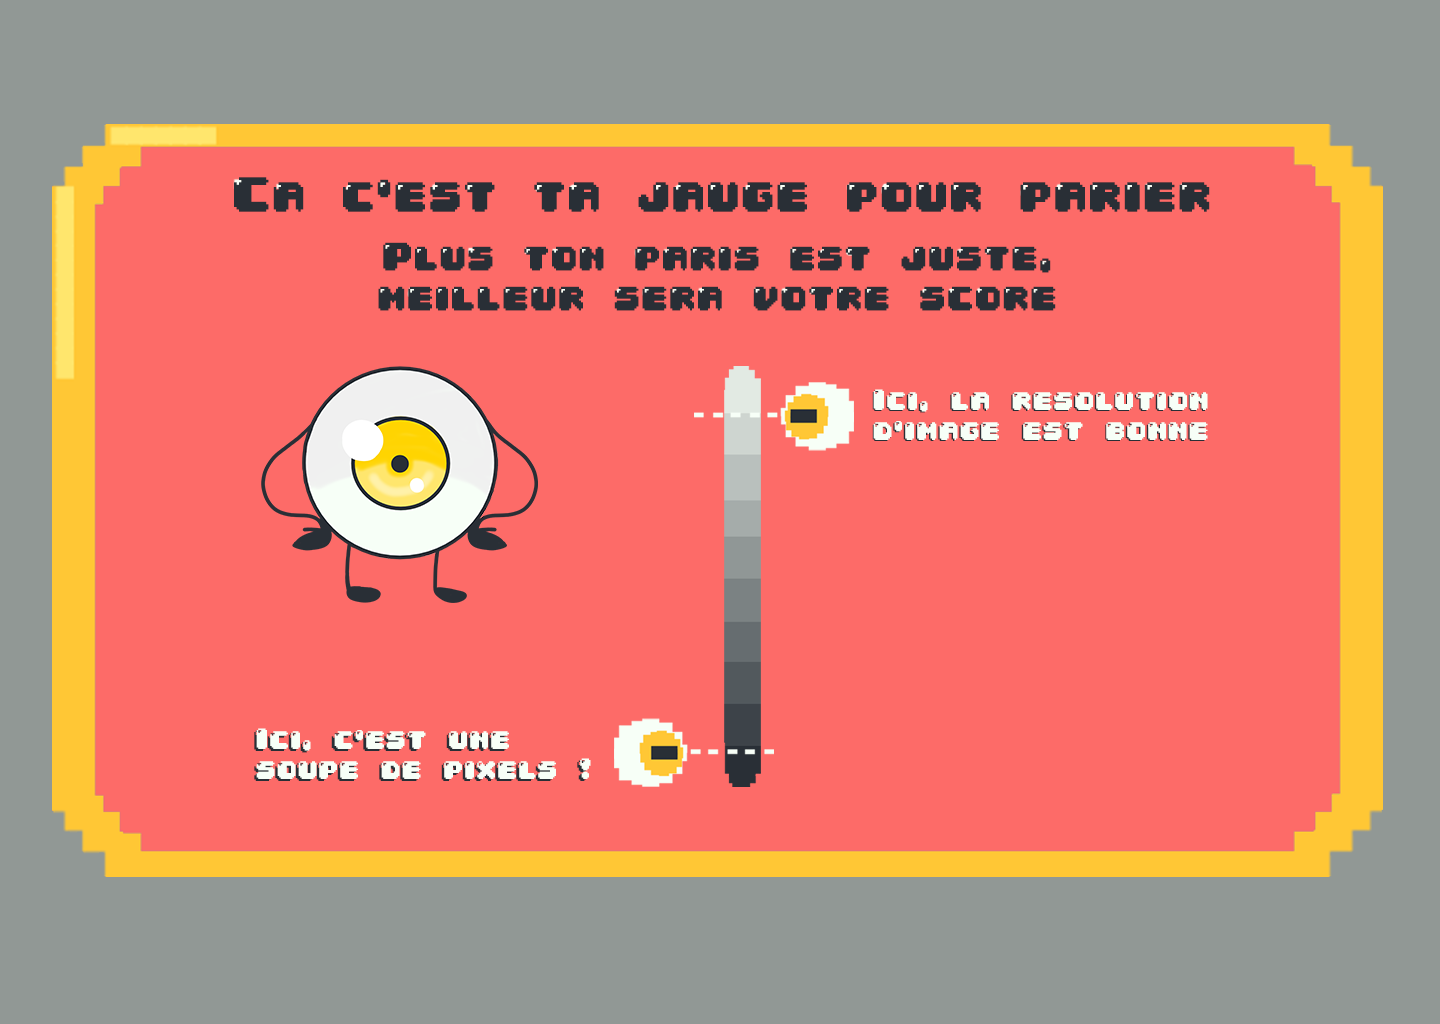 Ca c'est ta jauge pour parier
Plus ton paris est juste,
meilleur sera votre score
Ici, la resolution
d'image est bonne
Ici, c'est une
soupe de pixels !